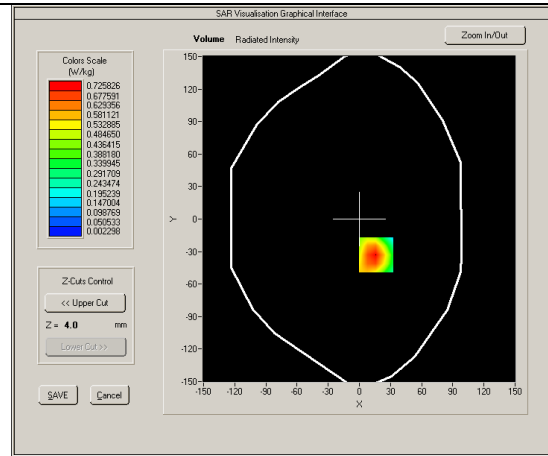 SAR Visualisation Graphical Interface
Volume Radiated Intensity
Zoom In/Out
Colors Scale
(W/kg)
0.725826
0.677591
0.629356
0.581121
0.532885
0.484650
0.436415
0.388180
0.339945
0.291709
0.243474
0.195239
0.147004
0.098769
0.050533
0.002298
Z-Cuts Control
<< Upper Cut
Z = 4.0 mm
Lower Cut >>
SAVE Cancel
150-
120-
90-
60-
30-
0-
-30-
-60-
-90-
-120-
-150-
Y
-150 -120 -90 -60 -30 0 30 60 90 120 150
X